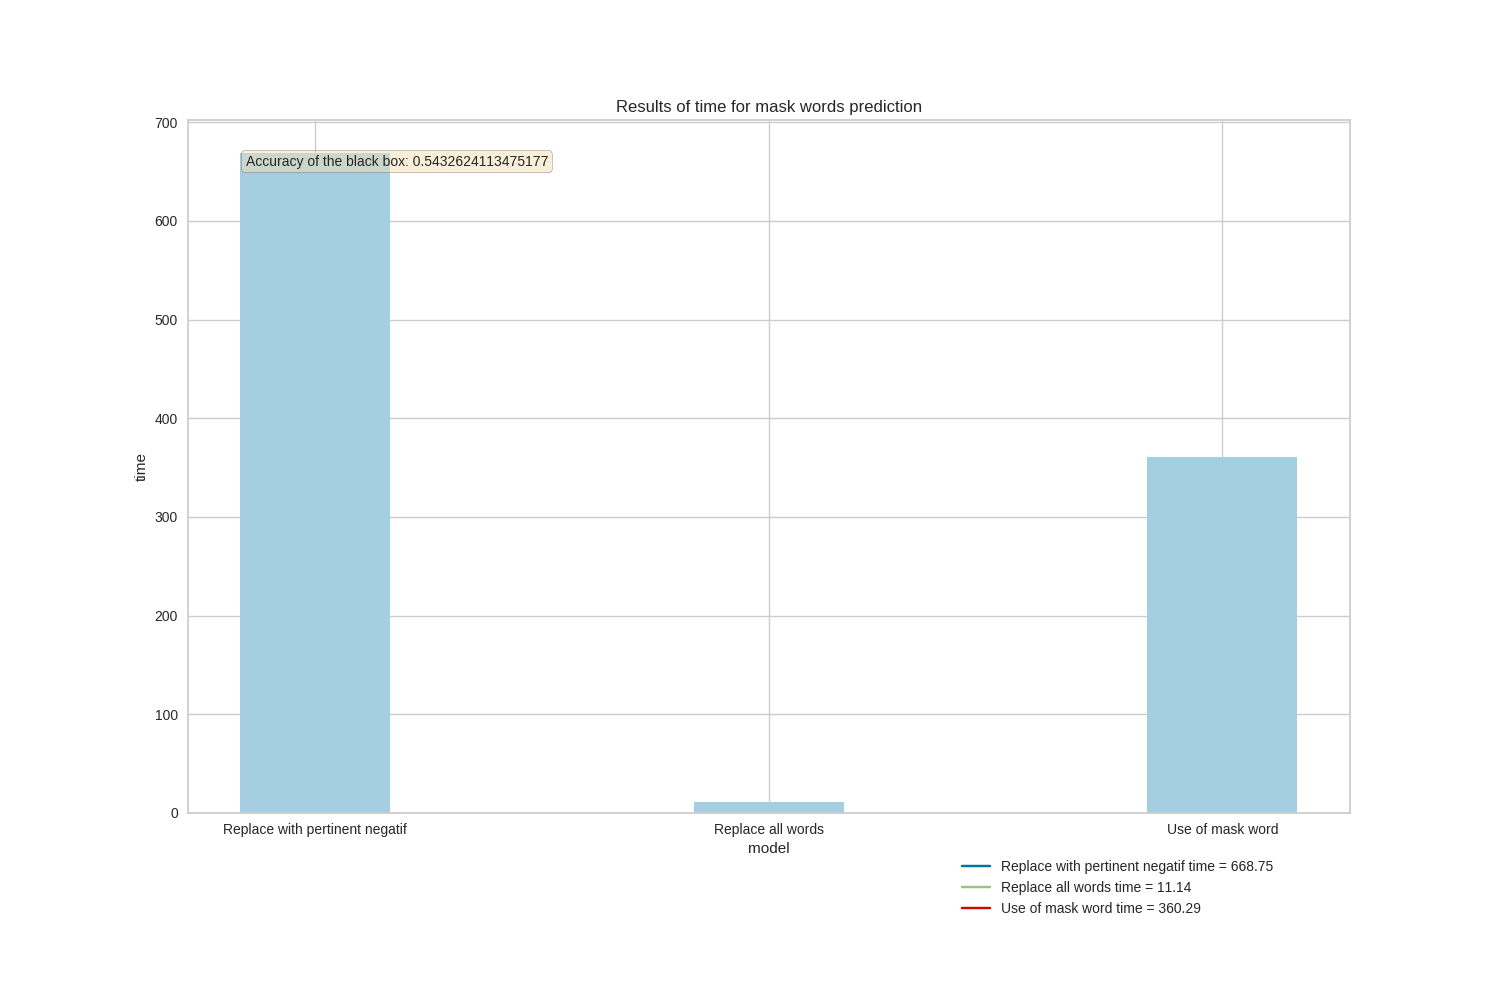 Results of time for mask words prediction
700
Accuracy of the black box: 0.5432624113475177
600
500
400
time
300
200
100
0
Replace with pertinent negatif
Replace all words
Use of mask word
model
Replace with pertinent negatif time = 668.75
Replace all words time = 11.14
Use of mask word time = 360.29